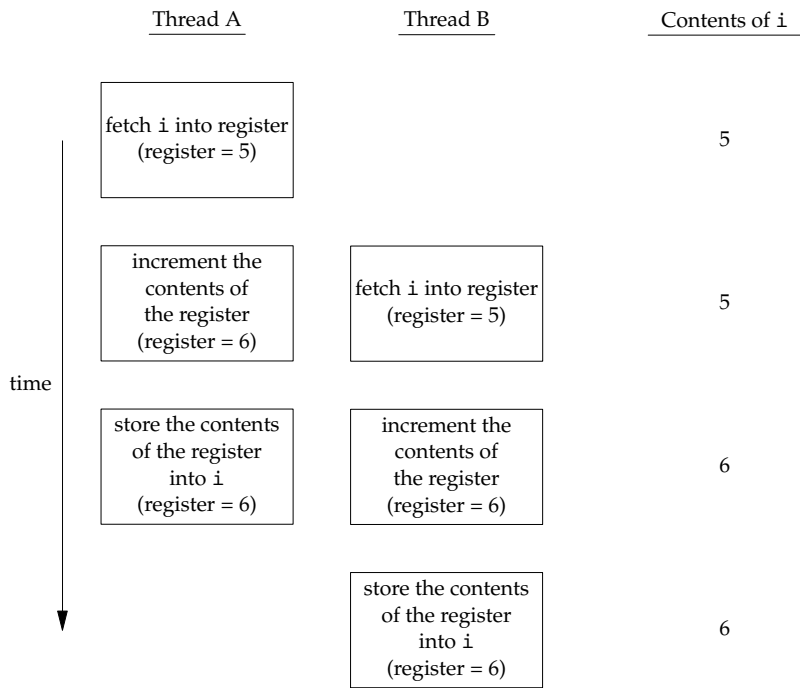 Thread A
Thread B
Contents of i
fetch i into register
(register = 5)
5
increment the
contents of
the register
(register = 6)
fetch i into register
(register = 5)
5
time
store the contents
of the register
into i
(register = 6)
increment the
contents of
the register
(register = 6)
6
store the contents
of the register
into i
(register = 6)
6